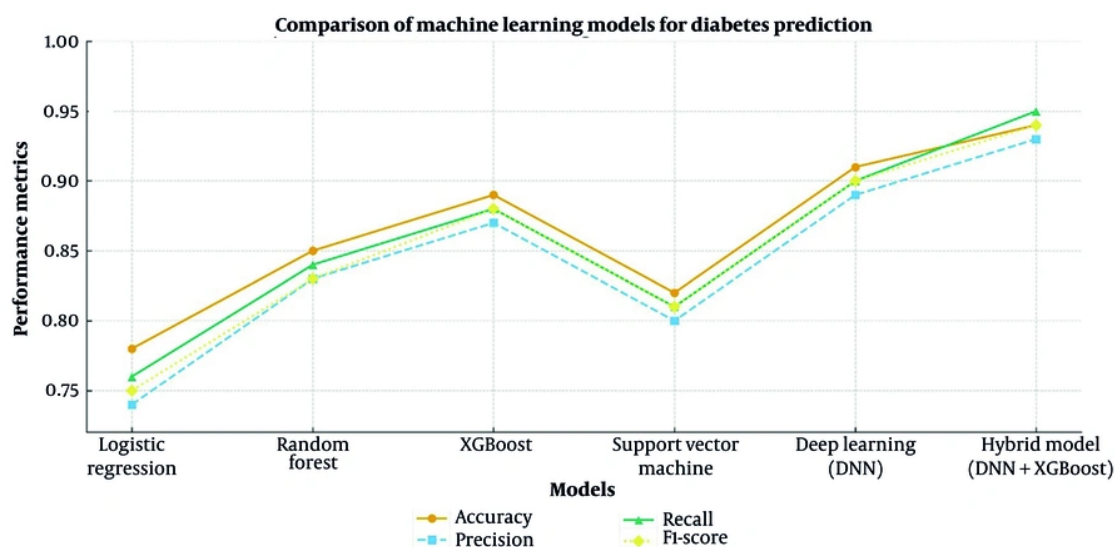 Comparison of machine learning models for diabetes prediction
1.00
0.95
0.90
0.85
0.80
0.75
Performance metrics
Logistic
regression
Random
forest
XGBoost
Support vector
machine
Deep learning
(DNN)
Hybrid model
(DNN + XGBoost)
Models
Accuracy
Precision
Recall
F1-score